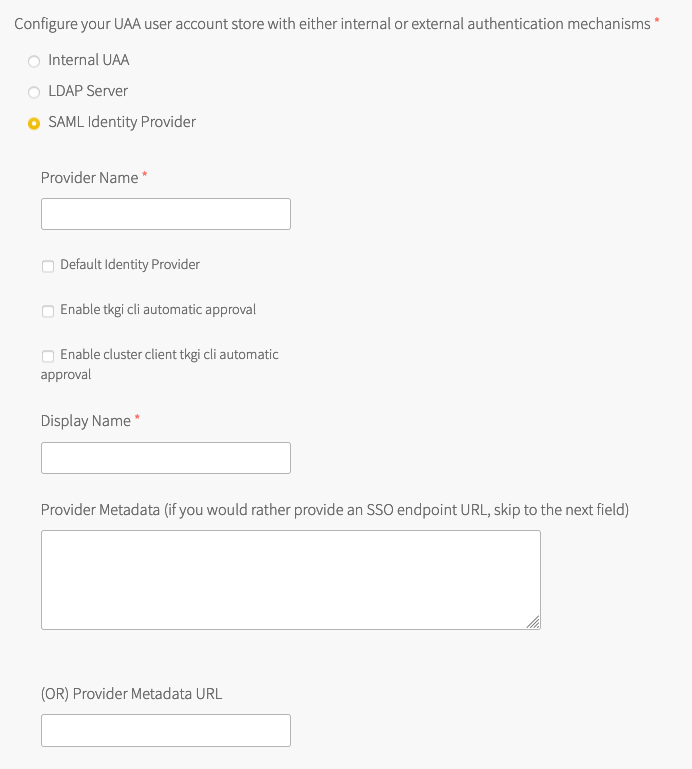 Configure your UAA user account store with either internal or external authentication mechanisms *
Internal UAA
LDAP Server
SAML Identity Provider
Provider Name *
Default Identity Provider
Enable tkgi cli automatic approval
Enable cluster client tkgi cli automatic
approval
Display Name *
Provider Metadata (if you would rather provide an SSO endpoint URL, skip to the next field)
(OR) Provider Metadata URL